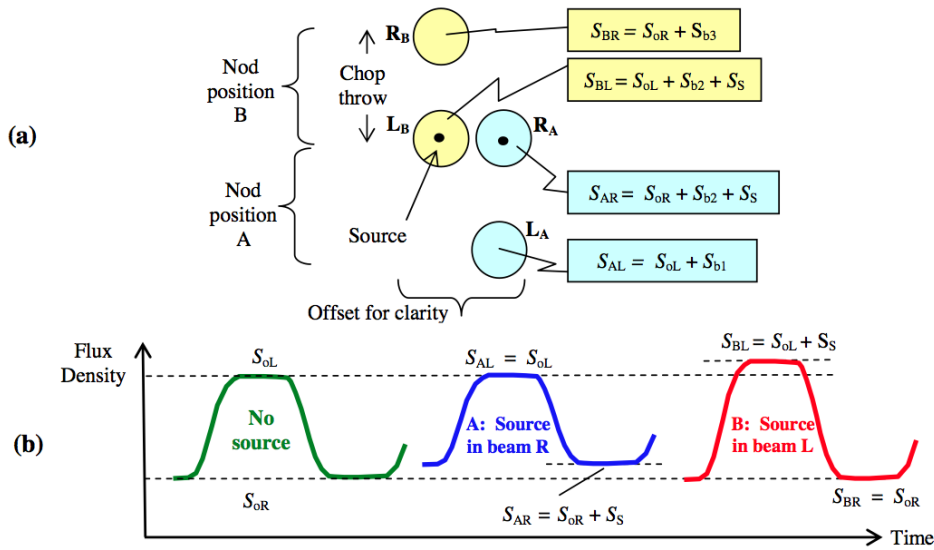 R_B
S_BR = S_oR + S_b3
Nod
position
B
Chop
throw
S_BL = S_oL + S_b2 + S_S
(a)
L_B
R_A
Nod
position
A
S_AR = S_oR + S_b2 + S_S
Source
L_A
S_AL = S_oL + S_b1
Offset for clarity
Flux
Density
S_oL
S_AL = S_oL
S_BL = S_oL + S_S
(b)
No
source
A: Source
in beam R
B: Source
in beam L
S_oR
S_AR = S_oR + S_S
S_BR = S_oR
Time